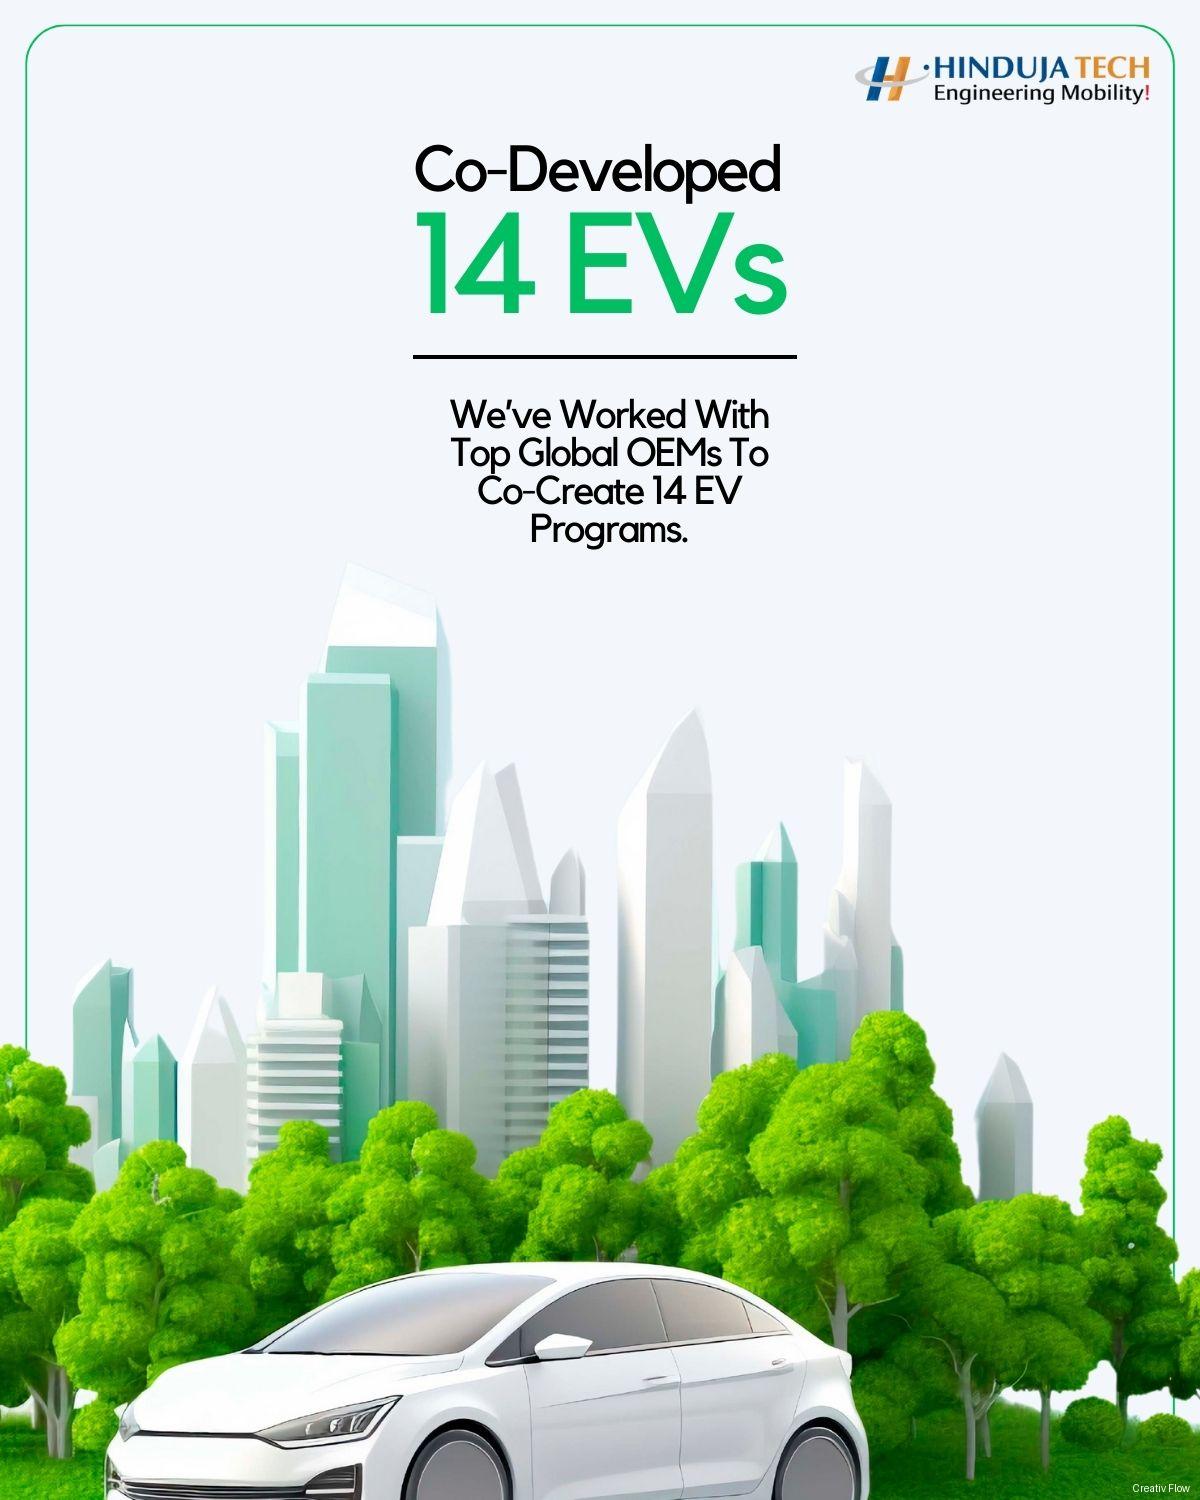 HINDUJA TECH
Engineering Mobility!
Co-Developed
14 EVs
We've Worked With
Top Global OEMs To
Co-Create 14 EV
Programs.
Creativ Flow